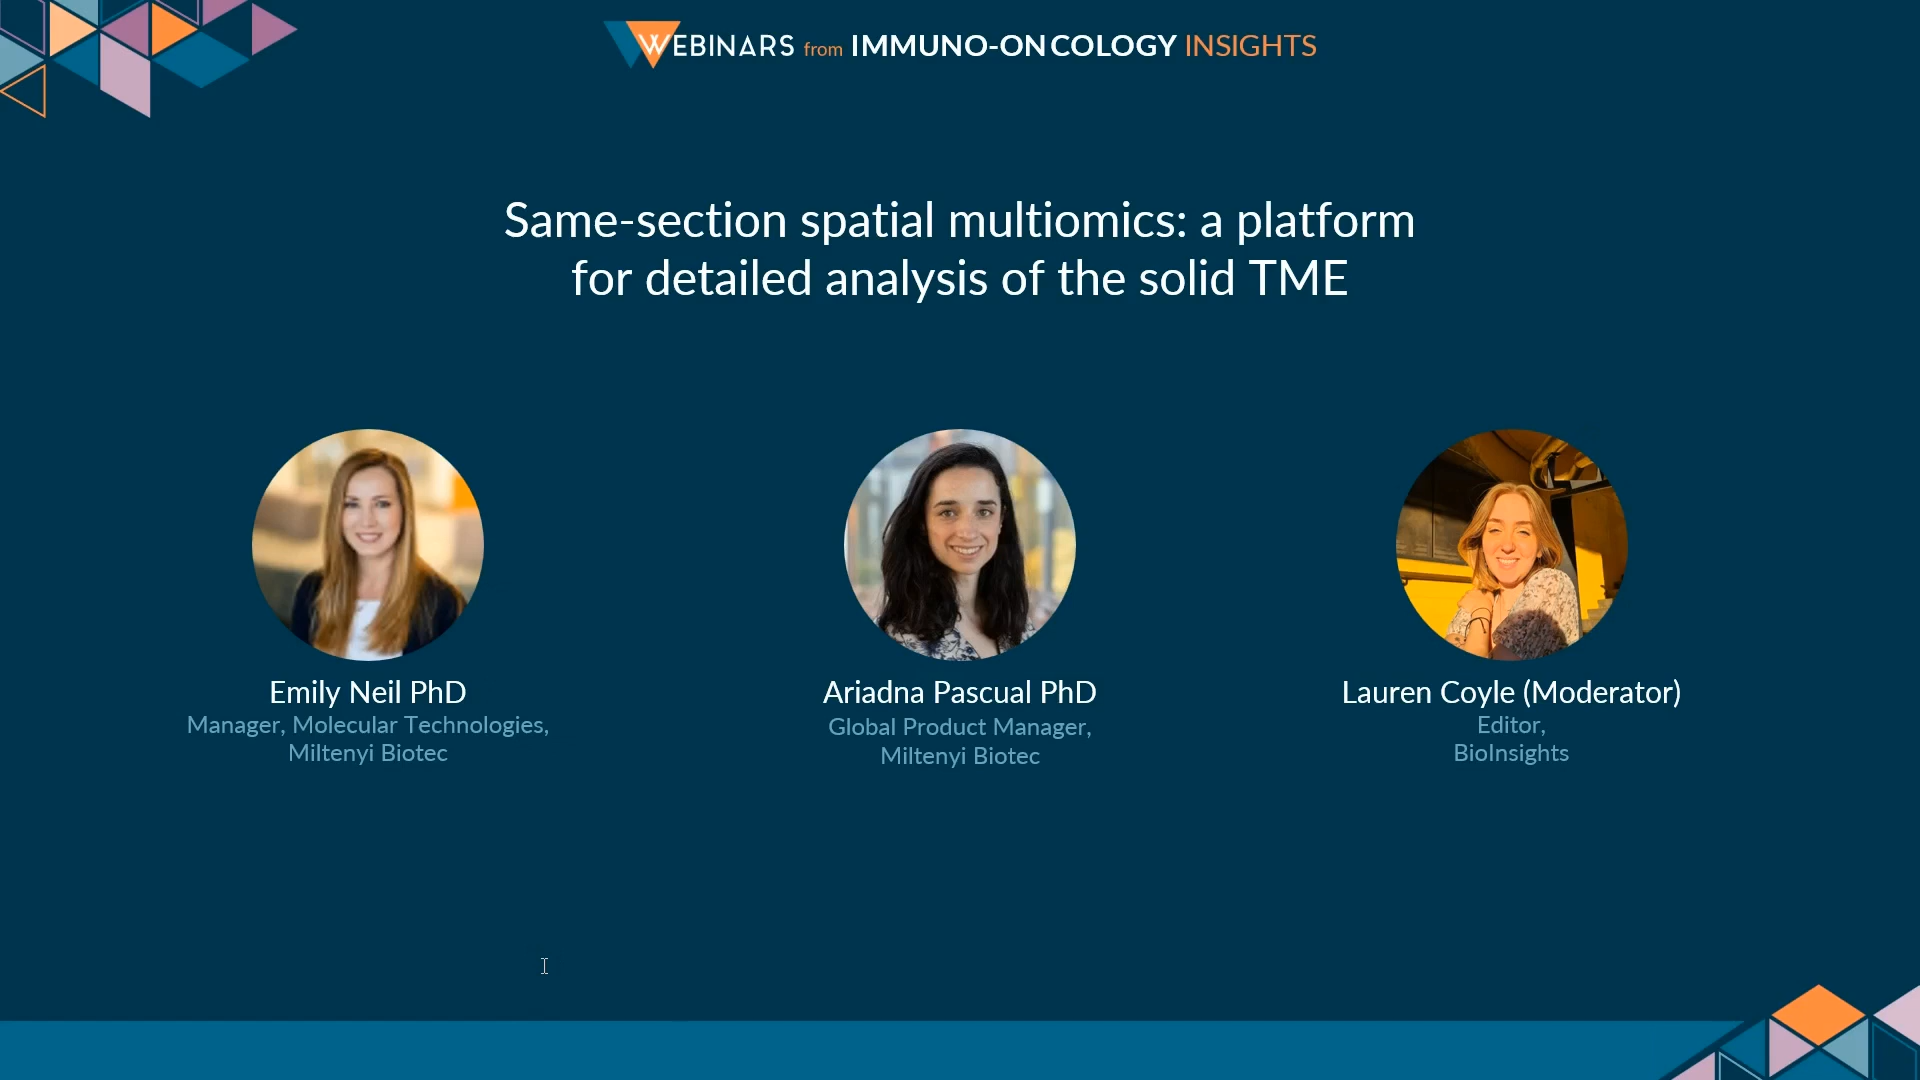 WEBINARS from IMMUNO-ONCOLOGY INSIGHTS
Same-section spatial multiomics: a platform
for detailed analysis of the solid TME
Emily Neil PhD
Manager, Molecular Technologies,
Miltenyi Biotec
Ariadna Pascual PhD
Global Product Manager,
Miltenyi Biotec
Lauren Coyle (Moderator)
Editor,
BioInsights